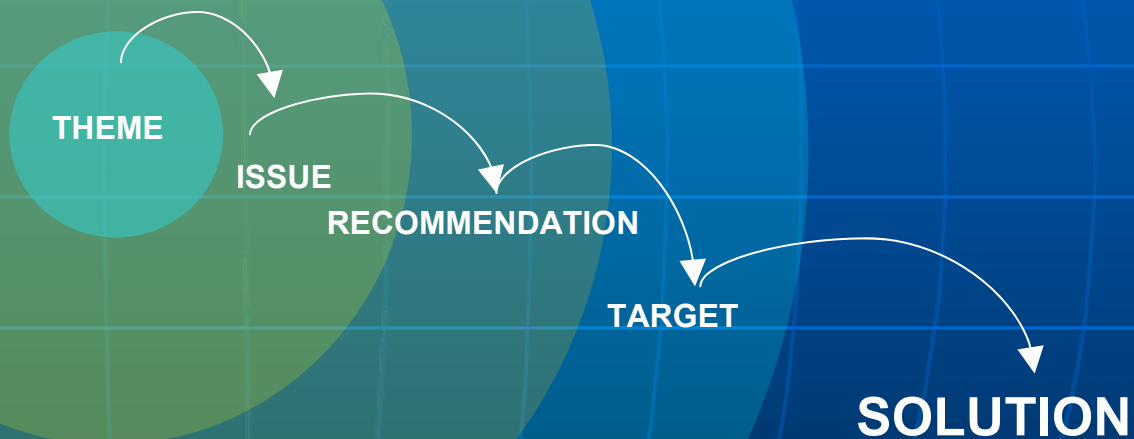 THEME
ISSUE
RECOMMENDATION
TARGET
SOLUTION